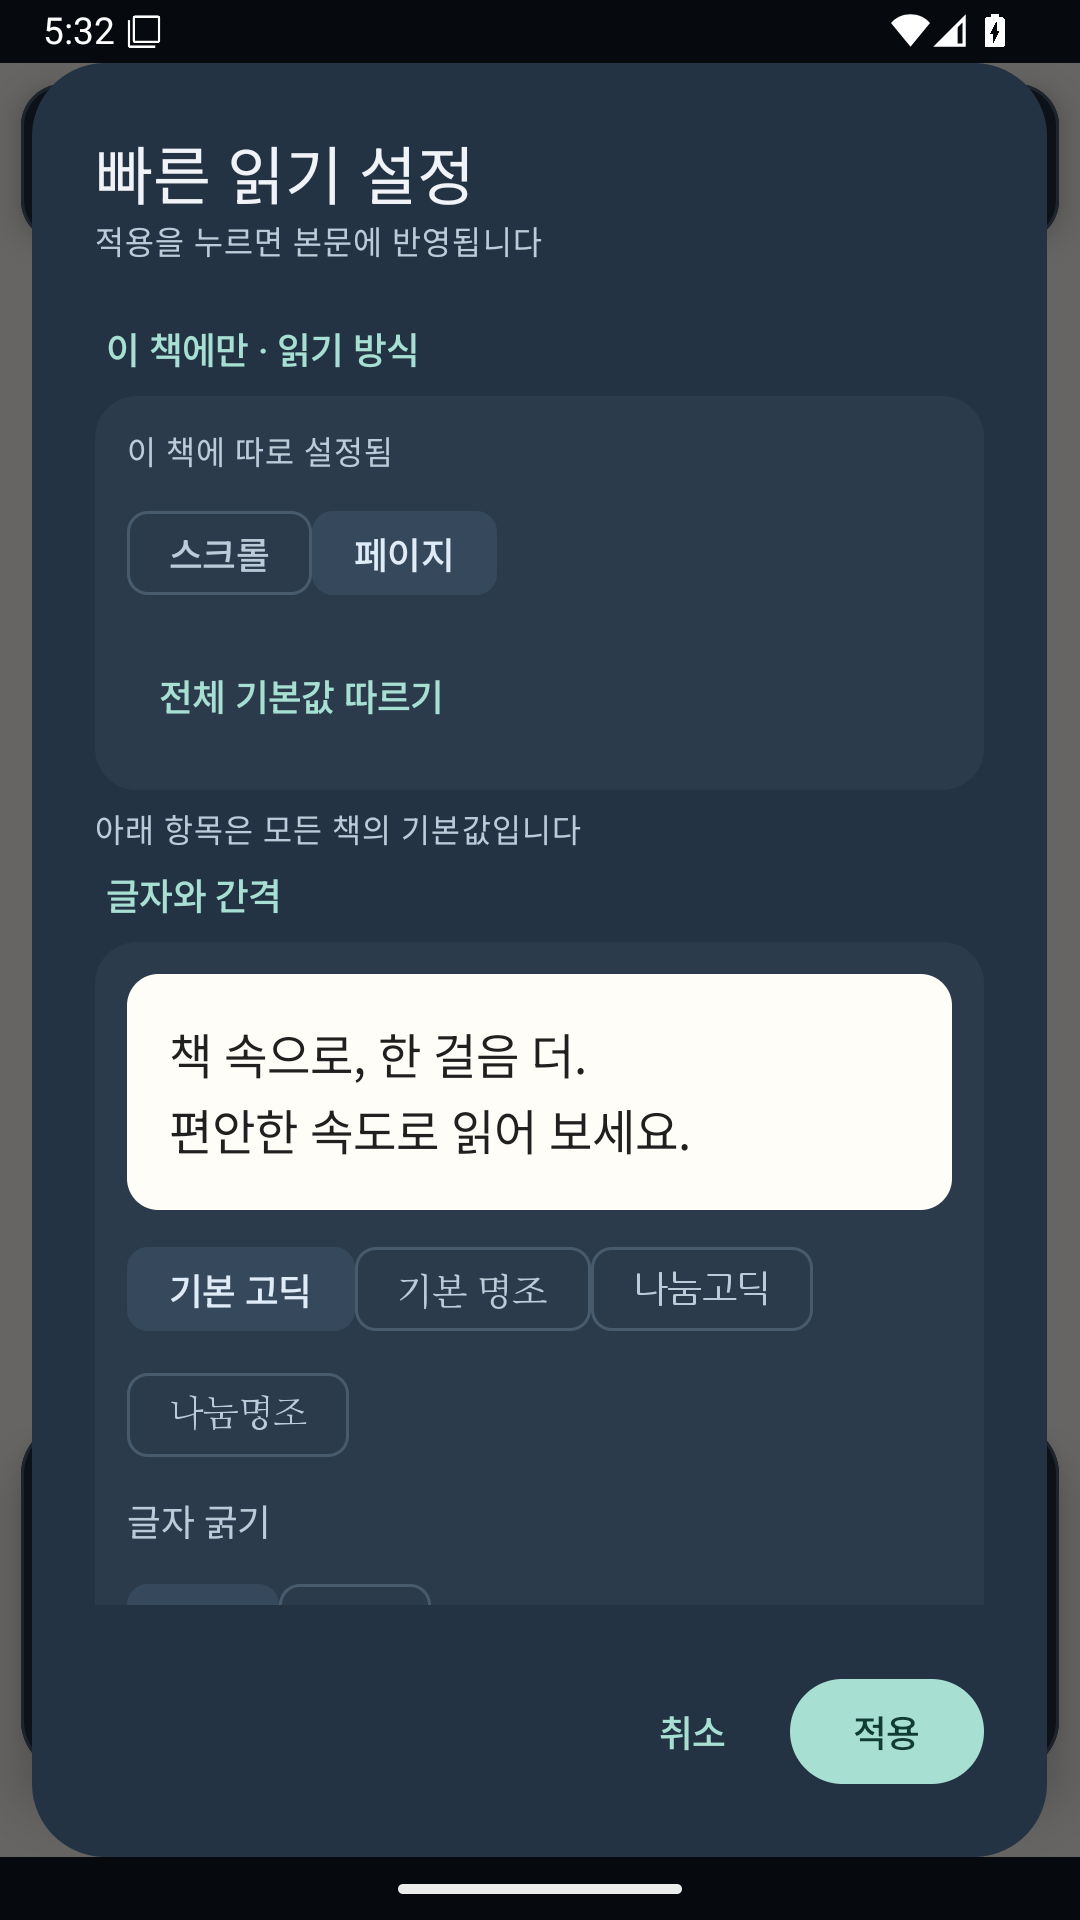 5:32
빠른 읽기 설정
적용을 누르면 본문에 반영됩니다
이 책에만 · 읽기 방식
이 책에 따로 설정됨
스크롤 페이지
전체 기본값 따르기
아래 항목은 모든 책의 기본값입니다
글자와 간격
책 속으로, 한 걸음 더.
편안한 속도로 읽어 보세요.
기본 고딕 기본 명조 나눔고딕
나눔명조
글자 굵기
취소 적용